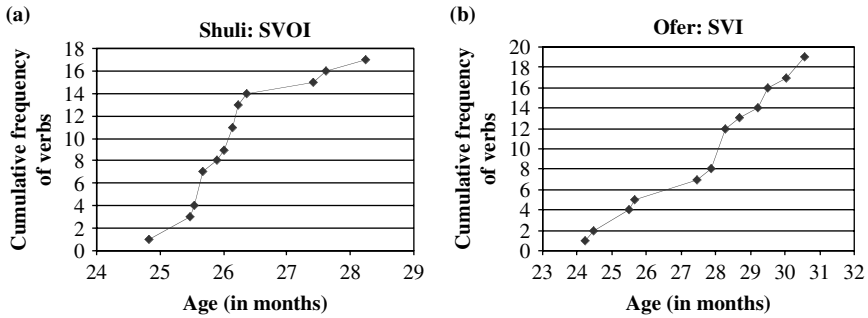 (a)
Shuli: SVOI
18
16
14
12
10
8
6
4
2
0
24 25 26 27 28 29
Cumulative frequency
of verbs
Age (in months)
(b)
Ofer: SVI
20
18
16
14
12
10
8
6
4
2
0
23 24 25 26 27 28 29 30 31 32
Cumulative frequency
of verbs
Age (in months)